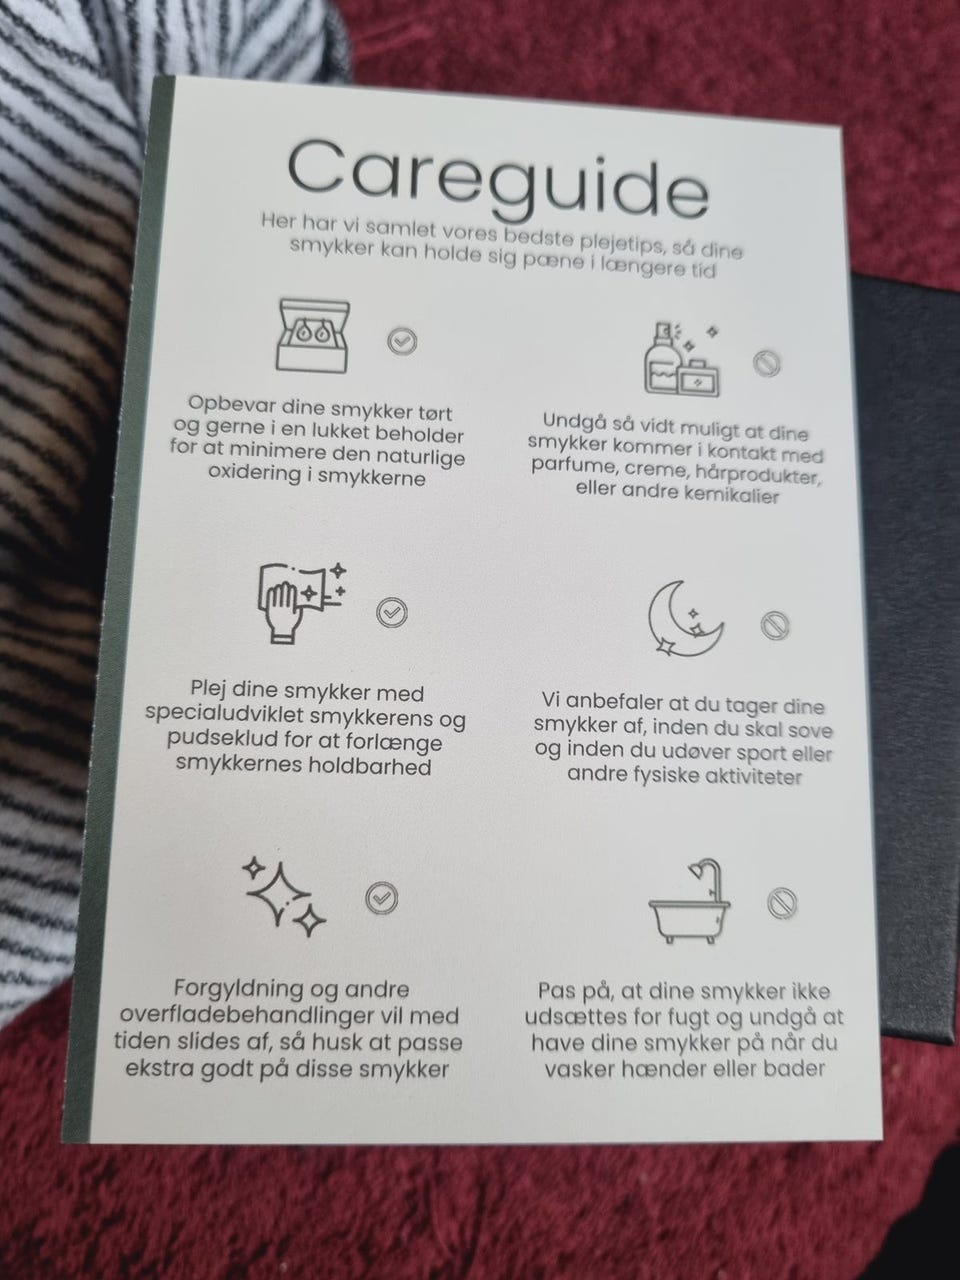 Careguide
Her har vi samlet vores bedste plejetips, så dine
smykker kan holde sig pæne i længere tid
Opbevar dine smykker tørt
og gerne i en lukket beholder
for at minimere den naturlige
oxidering i smykkerne
Undgå så vidt muligt at dine
smykker kommer i kontakt med
parfume, creme, hårprodukter,
eller andre kemikalier
Plej dine smykker med
specialudviklet smykkerens og
pudseklud for at forlænge
smykkernes holdbarhed
Vi anbefaler at du tager dine
smykker af, inden du skal sove
og inden du udøver sport eller
andre fysiske aktiviteter
Forgyldning og andre
overfladebehandlinger vil med
tiden slides af, så husk at passe
ekstra godt på disse smykker
Pas på, at dine smykker ikke
udsættes for fugt og undgå at
have dine smykker på når du
vasker hænder eller bader